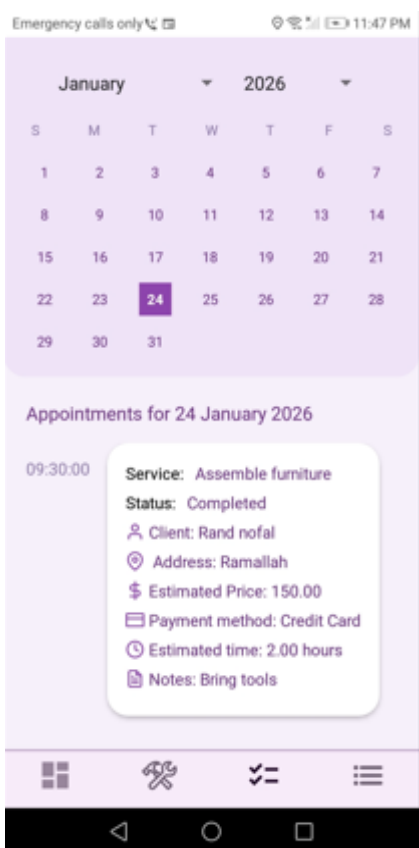 Emergency calls only 11:47 PM
January 2026
S M T W T F S
1 2 3 4 5 6 7
8 9 10 11 12 13 14
15 16 17 18 19 20 21
22 23 24 25 26 27 28
29 30 31
Appointments for 24 January 2026
09:30:00
Service: Assemble furniture
Status: Completed
Client: Rand nofal
Address: Ramallah
$ Estimated Price: 150.00
Payment method: Credit Card
Estimated time: 2.00 hours
Notes: Bring tools